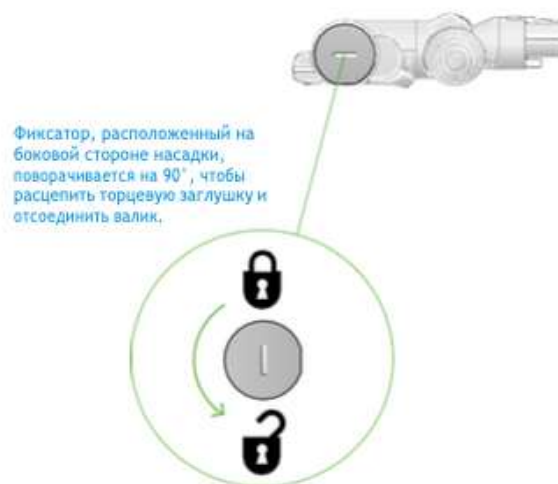 Фиксатор, расположенный на
боковой стороне насадки,
поворачивается на 90°, чтобы
расцепить торцевую заглушку и
отсоединить валик.